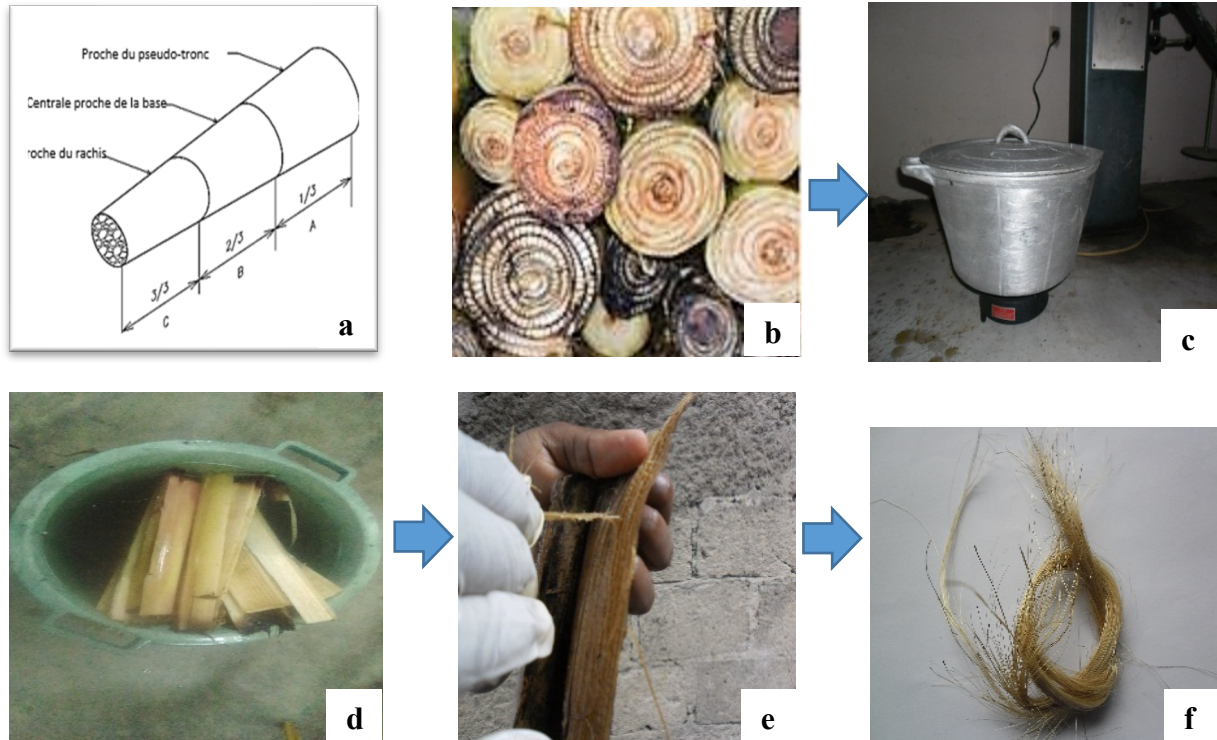 Proche du pseudo-tronc
Centrale proche de la base
roche du rachis
1/3
A
2/3
B
3/3
C
a
b
c
d
e
f